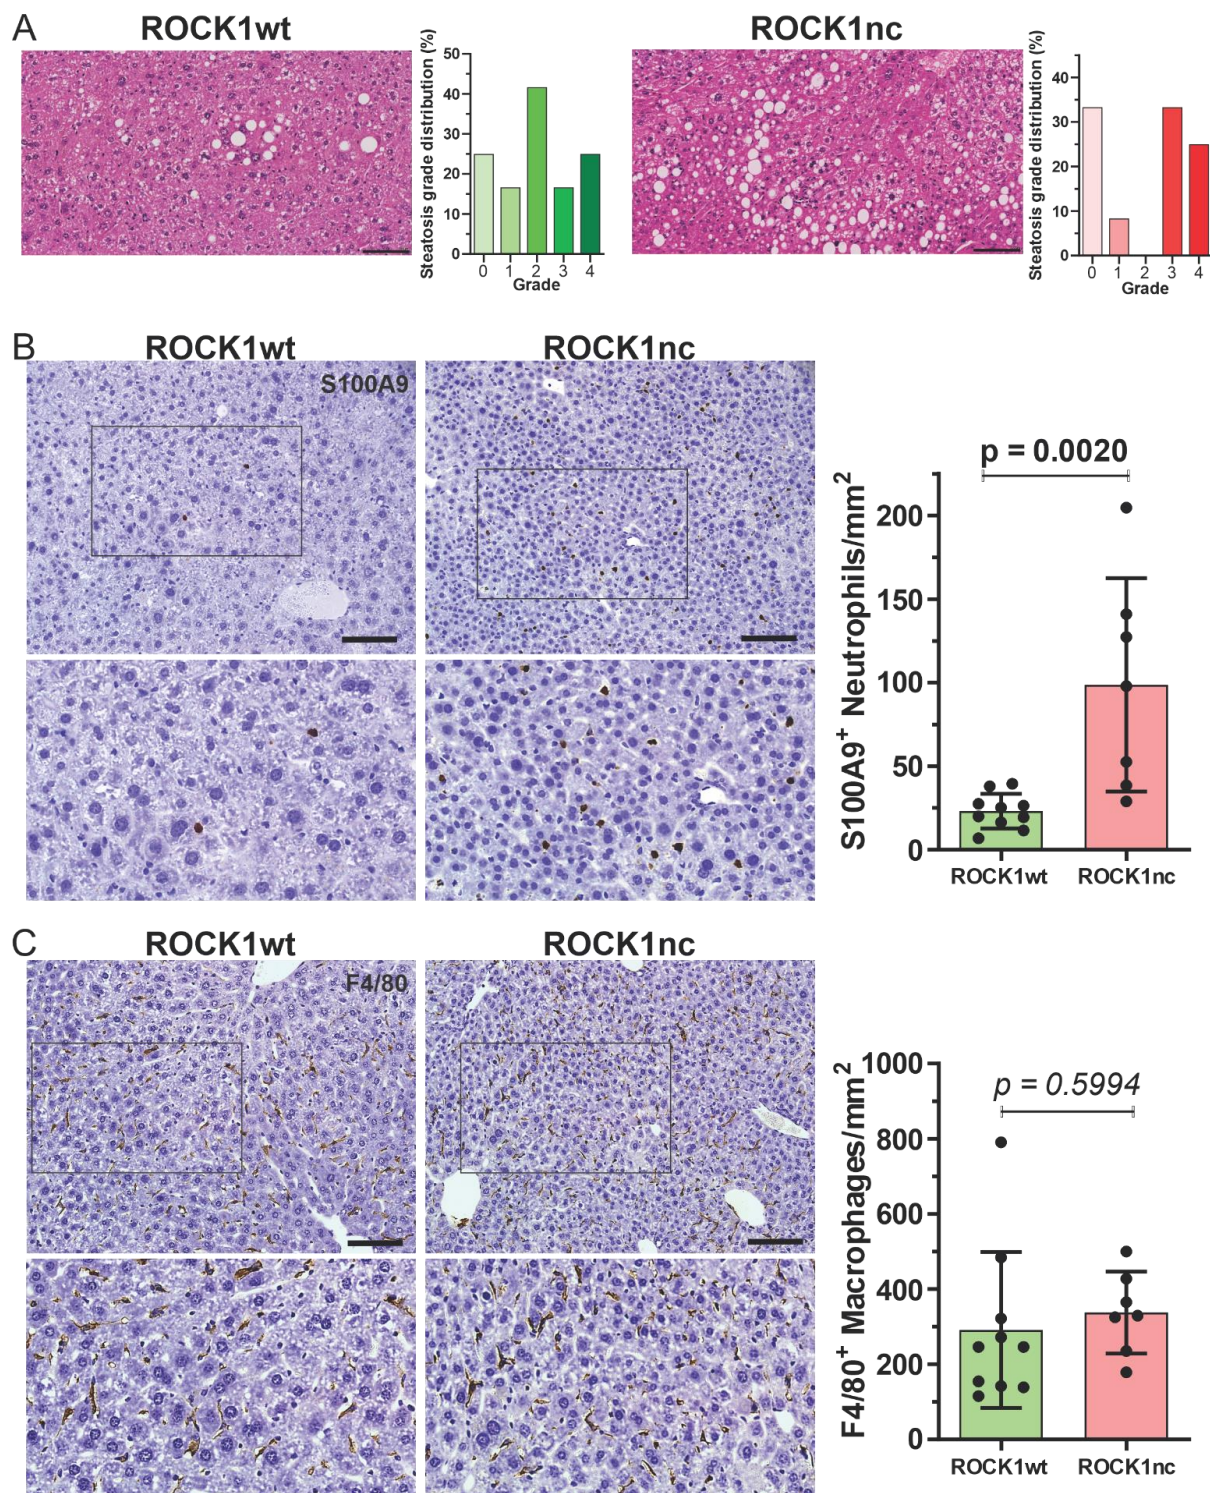 A
ROCK1wt
ROCK1nc
Steatosis grade distribution (%)
50
40
30
20
10
0
0 1 2 3 4
Grade
Steatosis grade distribution (%)
40
30
20
10
0
0 1 2 3 4
Grade
B
ROCK1wt
ROCK1nc
S100A9
p = 0.0020
S100A9+ Neutrophils/mm2
200
150
100
50
0
ROCK1wt ROCK1nc
C
ROCK1wt
ROCK1nc
F4/80
p = 0.5994
F4/80+ Macrophages/mm2
1000
800
600
400
200
0
ROCK1wt ROCK1nc